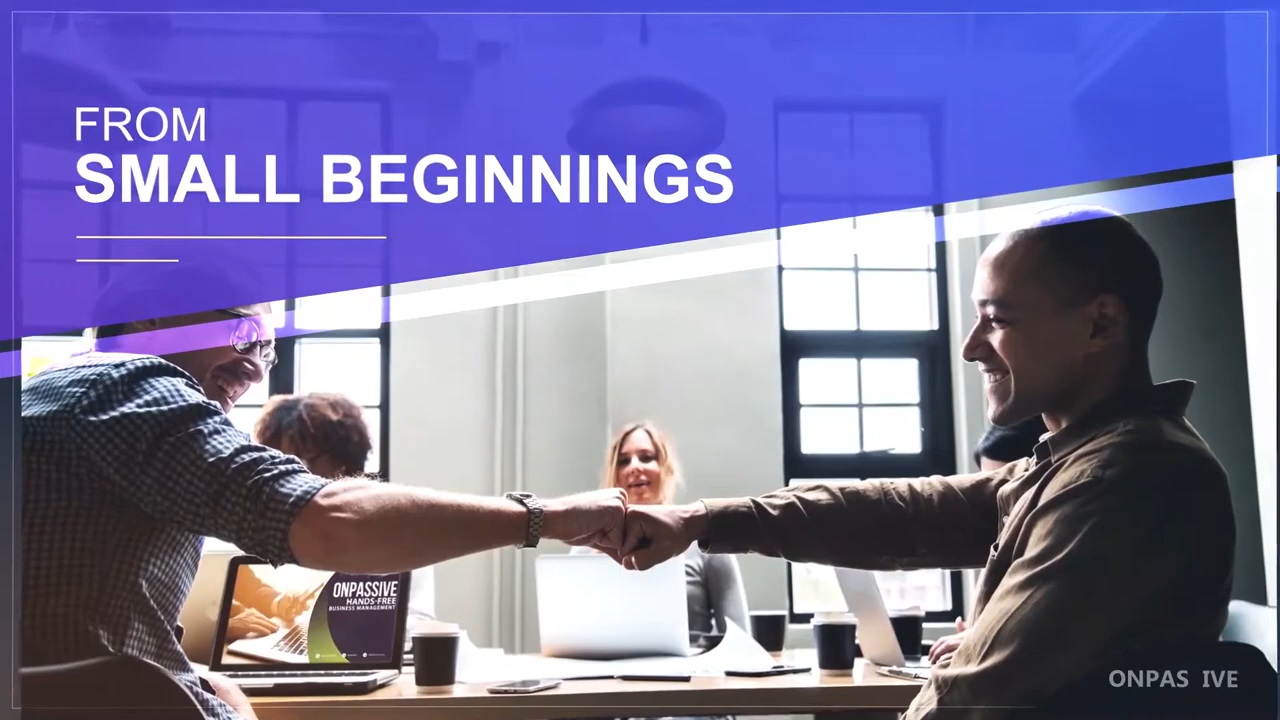 FROM
SMALL BEGINNINGS
ONPASSIVE
HANDS-FREE
BUSINESS MANAGEMENT
ONPAS IVE